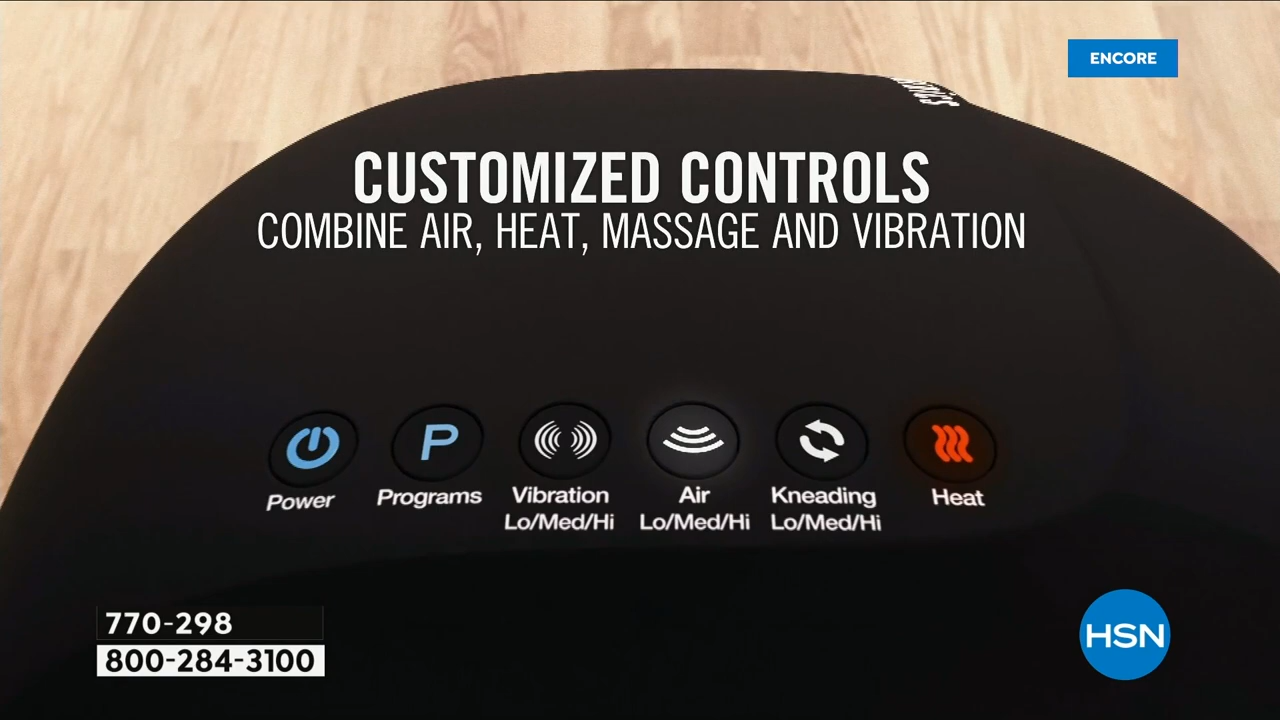 ENCORE
CUSTOMIZED CONTROLS
COMBINE AIR, HEAT, MASSAGE AND VIBRATION
P
Power
Programs
Vibration
Lo/Med/Hi
Air
Lo/Med/Hi
Kneading
Lo/Med/Hi
Heat
770-298
800-284-3100
HSN